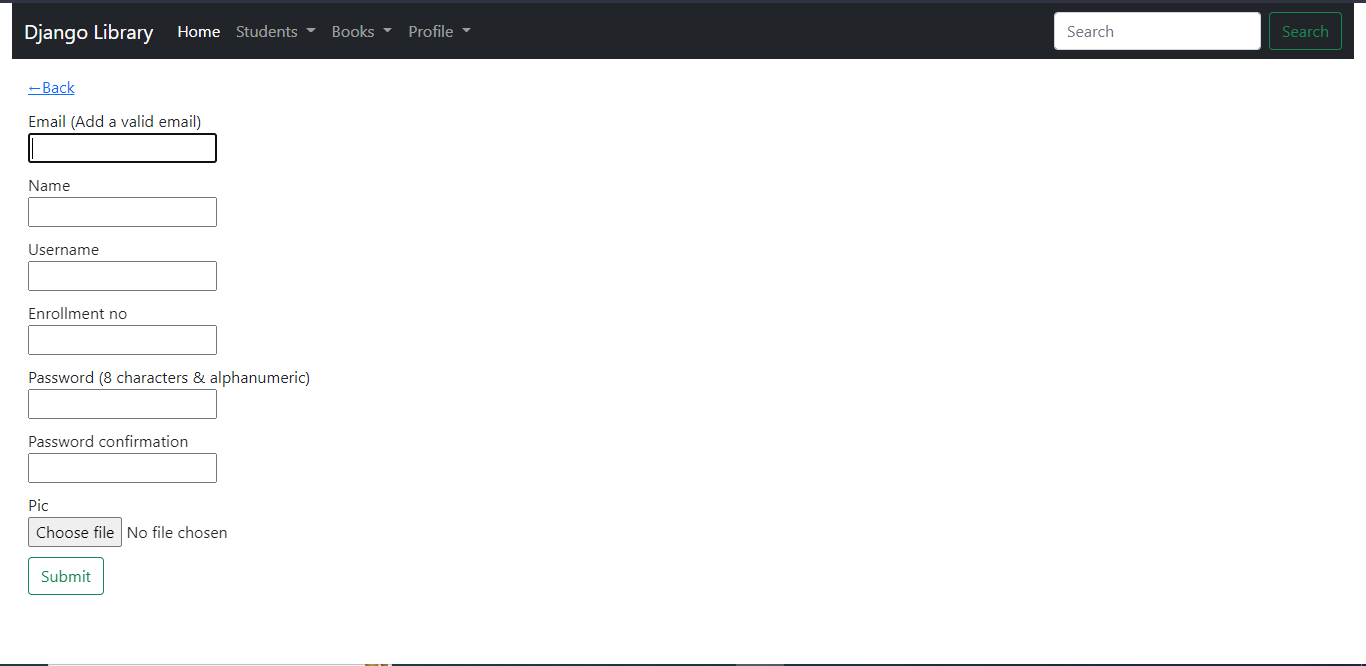 Django Library Home Students Books Profile Search Search
←Back
Email (Add a valid email)
Name
Username
Enrollment no
Password (8 characters & alphanumeric)
Password confirmation
Pic
Choose file No file chosen
Submit